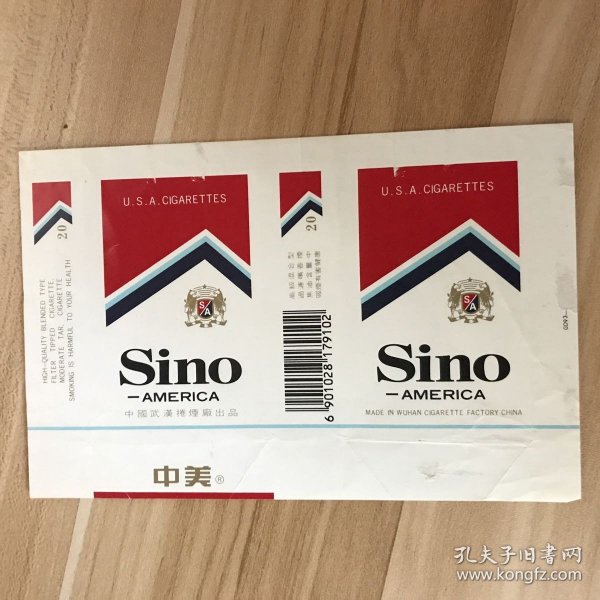 U.S.A. CIGARETTES
S/A
Sino
—AMERICA
中國武漢捲煙廠出品
中美®
20
HIGH-QUALITY BLENDED TYPE
FILTER TIPPED CIGARETTE,
MODERATE TAR, CIGARETTE
SMOKING IS HARMFUL TO YOUR HEALTH
20
6 901028 179102
U.S.A. CIGARETTES
S/A
Sino
—AMERICA
MADE IN WUHAN CIGARETTE FACTORY, CHINA
孔夫子旧書网
www.kongfz.com